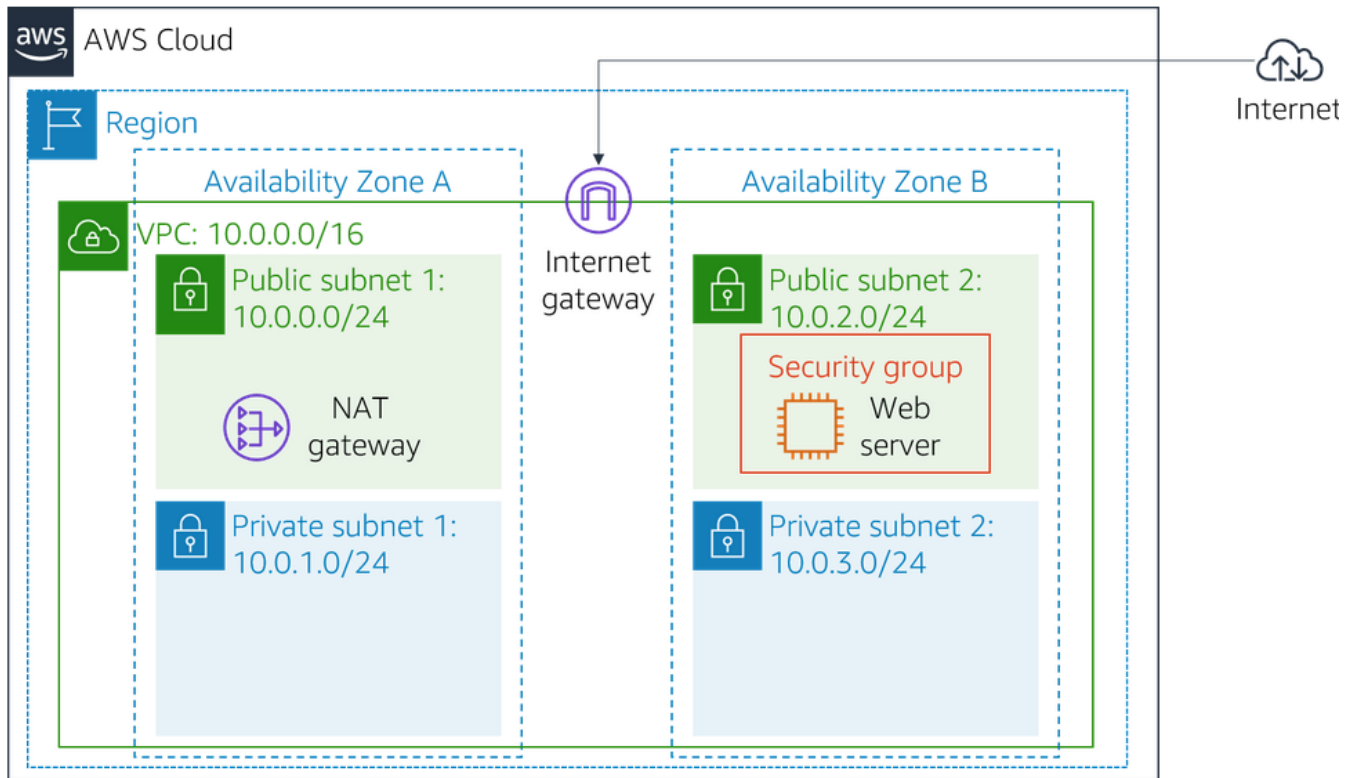 aws
AWS Cloud
Internet
Region
Availability Zone A
Availability Zone B
VPC: 10.0.0.0/16
Internet
gateway
Public subnet 1:
10.0.0.0/24
Public subnet 2:
10.0.2.0/24
NAT
gateway
Security group
Web
server
Private subnet 1:
10.0.1.0/24
Private subnet 2:
10.0.3.0/24